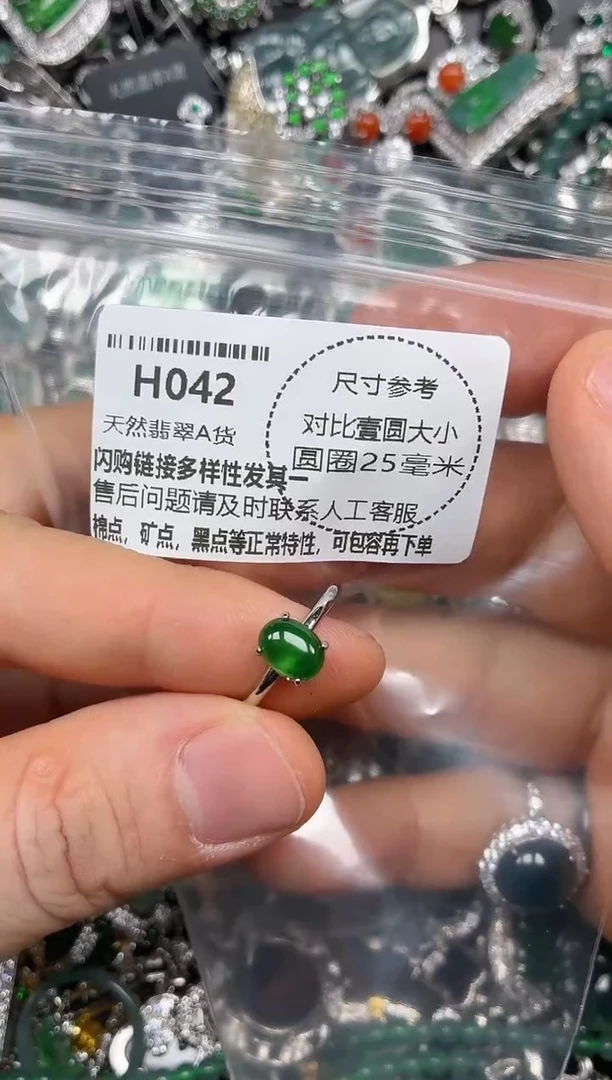 H042
天然翡翠A货
尺寸参考
对比壹圆大小
圆圈25毫米
闪购链接多样性发其一
售后问题请及时联系人工客服
棉点，矿点，黑点等正常特性，可包容再下单